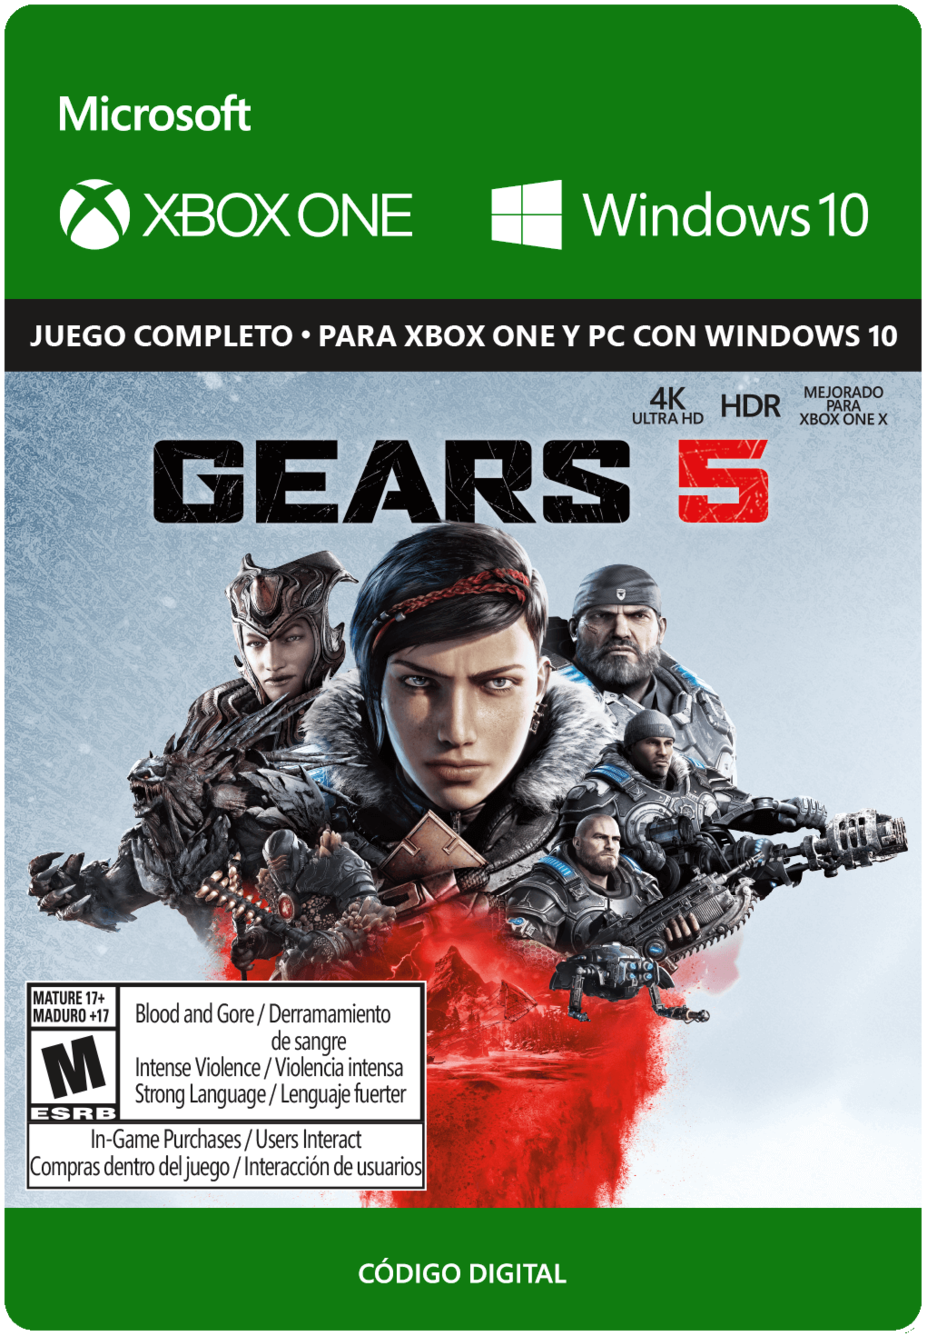 Microsoft
XBOX ONE
Windows 10
JUEGO COMPLETO • PARA XBOX ONE Y PC CON WINDOWS 10
4K
ULTRA HD
HDR
MEJORADO
PARA
XBOX ONE X
GEARS 5
MATURE 17+
MADURO +17
M
ESRB
Blood and Gore / Derramamiento
de sangre
Intense Violence / Violencia intensa
Strong Language / Lenguaje fuerter
In-Game Purchases / Users Interact
Compras dentro del juego / Interacción de usuarios
CÓDIGO DIGITAL